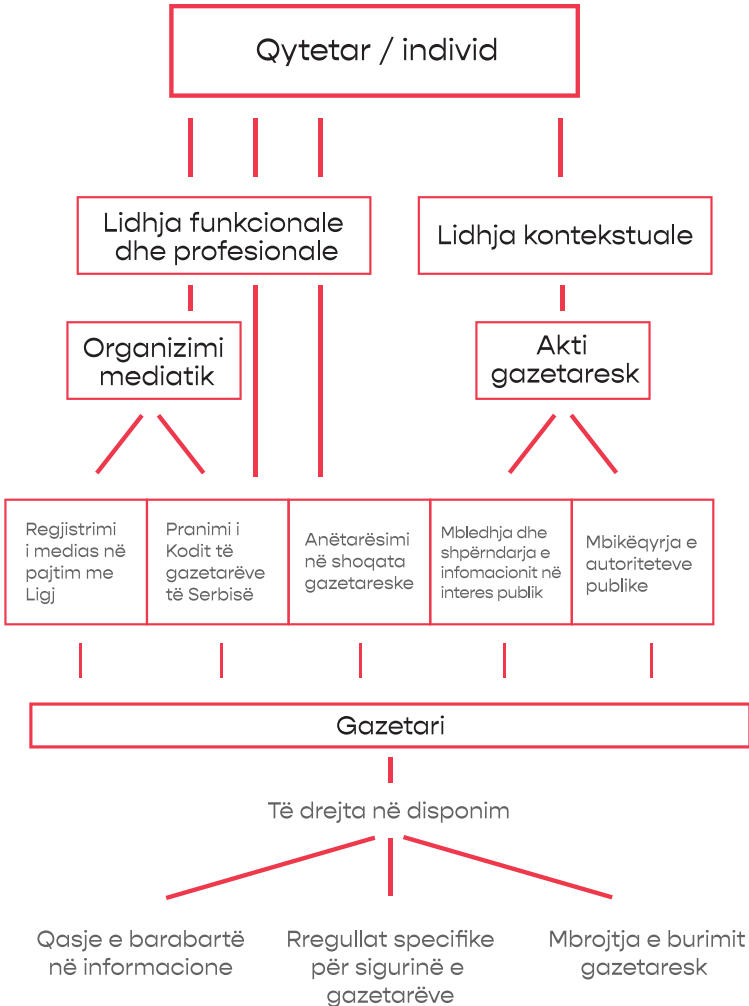 Qytetar / individ
Lidhja funkcionale
dhe profesionale
Lidhja kontekstuale
Organizimi
mediatik
Akti
gazetaresk
Regjistrimi
i medias në
pajtim me
Ligj
Pranimi i
Kodit të
gazetarëve
të Serbisë
Anëtarësimi
në shoqata
gazetareske
Mbledhja dhe
shpërndarja e
infomacionit në
interes publik
Mbikëqyrja e
autoriteteve
publike
Gazetari
Të drejta në disponim
Qasje e barabartë
në informacione
Rregullat specifike
për sigurinë e
gazetarëve
Mbrojtja e burimit
gazetaresk